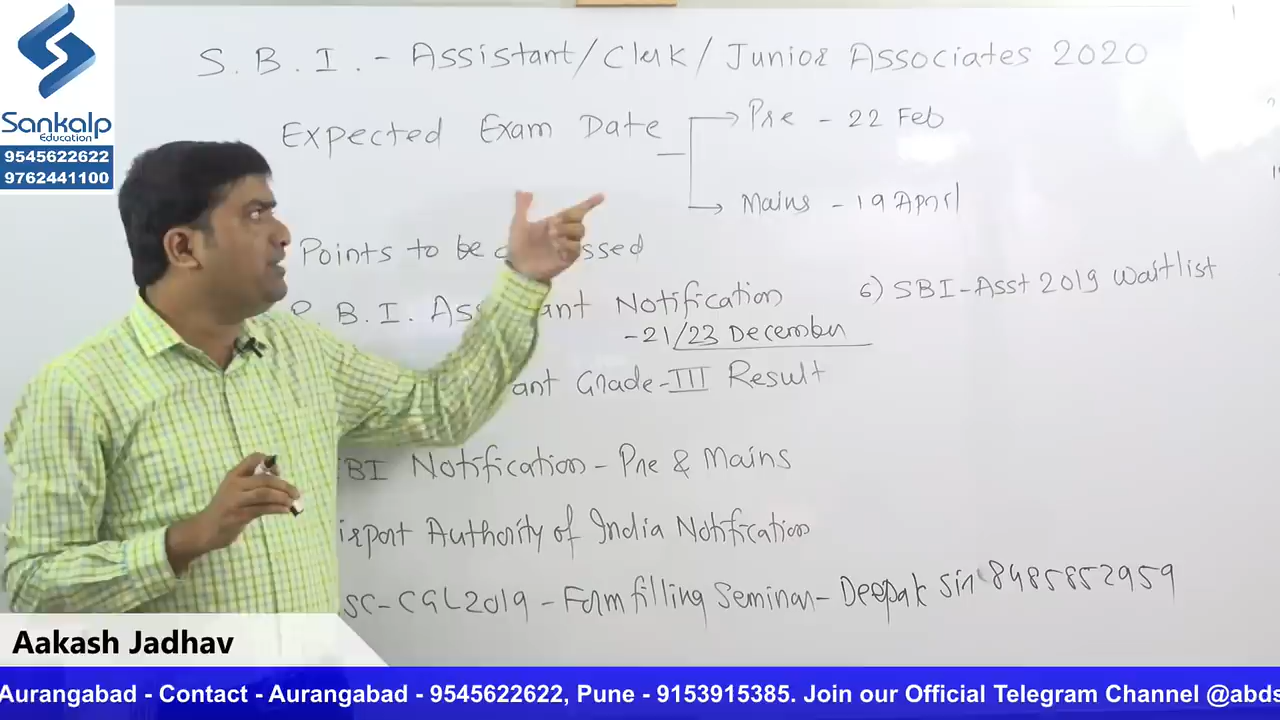 Sankalp
Education
9545622622
9762441100
S.B.I. - Assistant/Clerk/Junior Associates 2020
Expected Exam Date
Pre - 22 Feb
Mains - 19 April
Points to be
B.I. Notification
- 21/23 December
6) SBI-Asst 2019 Waitlist
Grade-III Result
Notification - Pre & Mains
Authority of India Notification
CGL2019 - Form filling Seminar - Deepak Sir 8485852959
Aakash Jadhav
Aurangabad - Contact - Aurangabad - 9545622622, Pune - 9153915385. Join our Official Telegram Channel @abds